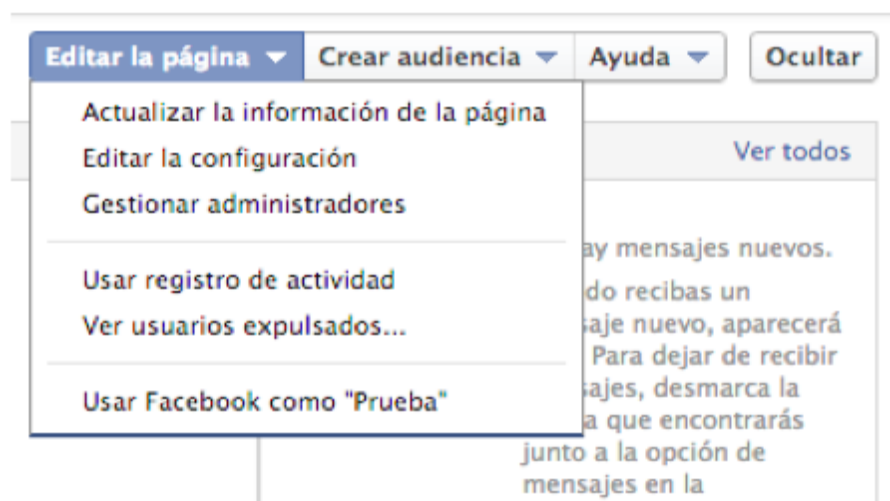 Editar la página Crear audiencia Ayuda Ocultar
Actualizar la información de la página
Editar la configuración
Gestionar administradores
Usar registro de actividad
Ver usuarios expulsados...
Usar Facebook como "Prueba"
Ver todos
ay mensajes nuevos.
do recibas un
saje nuevo, aparecerá
Para dejar de recibir
sajes, desmarca la
a que encontrarás
junto a la opción de
mensajes en la